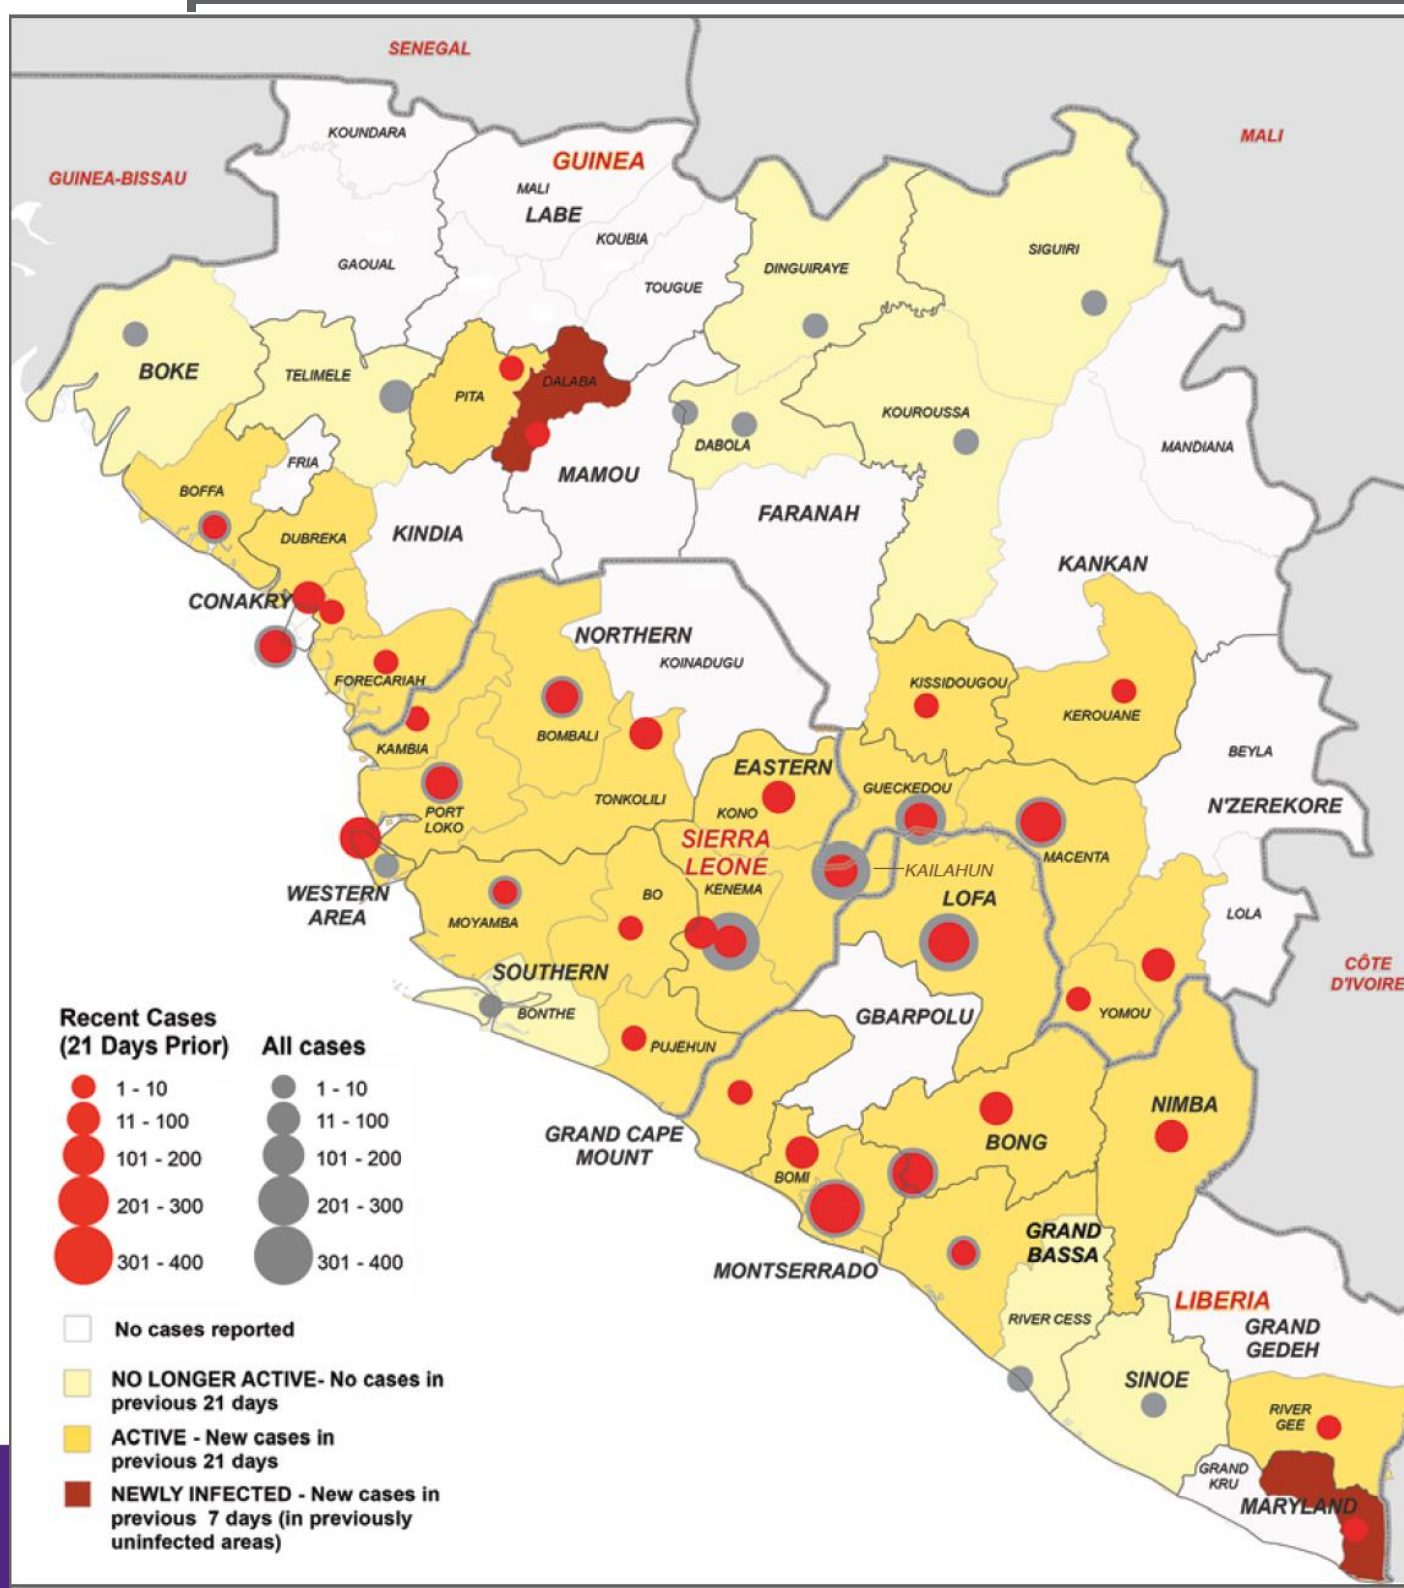 SENEGAL
MALI
GUINEA-BISSAU
KOUNDARA
GUINEA
MALI
LABE
KOUBIA
GAOUAL
TOUGUE
DINGUIRAYE
SIGUIRI
BOKE
TELIMELE
PITA
DALABA
DABOLA
KOUROUSSA
MANDIANA
FRIA
MAMOU
BOFFA
DUBREKA
KINDIA
FARANAH
KANKAN
CONAKRY
NORTHERN
KOINADUGU
FORECARIAH
KISSIDOUGOU
KEROUANE
KAMBIA
BOMBALI
BEYLA
EASTERN
GUECKEDOU
PORT
LOKO
TONKOLILI
KONO
N'ZEREKORE
SIERRA
LEONE
MACENTA
KAILAHUN
WESTERN
AREA
KENEMA
BO
LOFA
MOYAMBA
LOLA
SOUTHERN
CÔTE
D'IVOIRE
BONTHE
GBARPOLU
YOMOU
PUJEHUN
GRAND CAPE
MOUNT
BONG
NIMBA
BOMI
MONTSERRADO
GRAND
BASSA
RIVER CESS
LIBERIA
GRAND
GEDEH
SINOE
RIVER
GEE
GRAND
KRU
MARYLAND
Recent Cases
(21 Days Prior)
All cases
1 - 10
1 - 10
11 - 100
11 - 100
101 - 200
101 - 200
201 - 300
201 - 300
301 - 400
301 - 400
No cases reported
NO LONGER ACTIVE- No cases in
previous 21 days
ACTIVE - New cases in
previous 21 days
NEWLY INFECTED - New cases in
previous 7 days (in previously
uninfected areas)